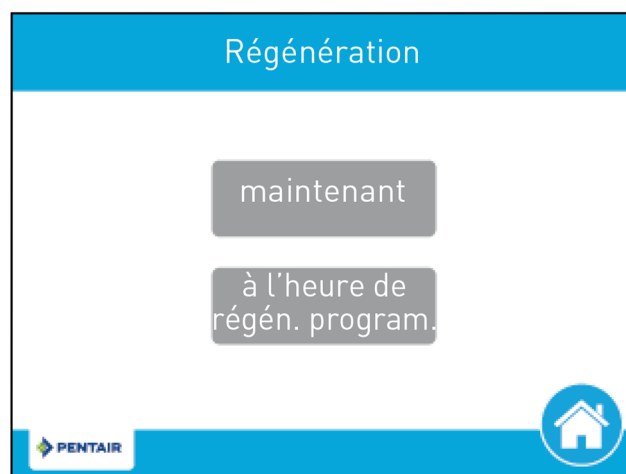 Régénération
maintenant
à l'heure de
régén. program.
PENTAIR